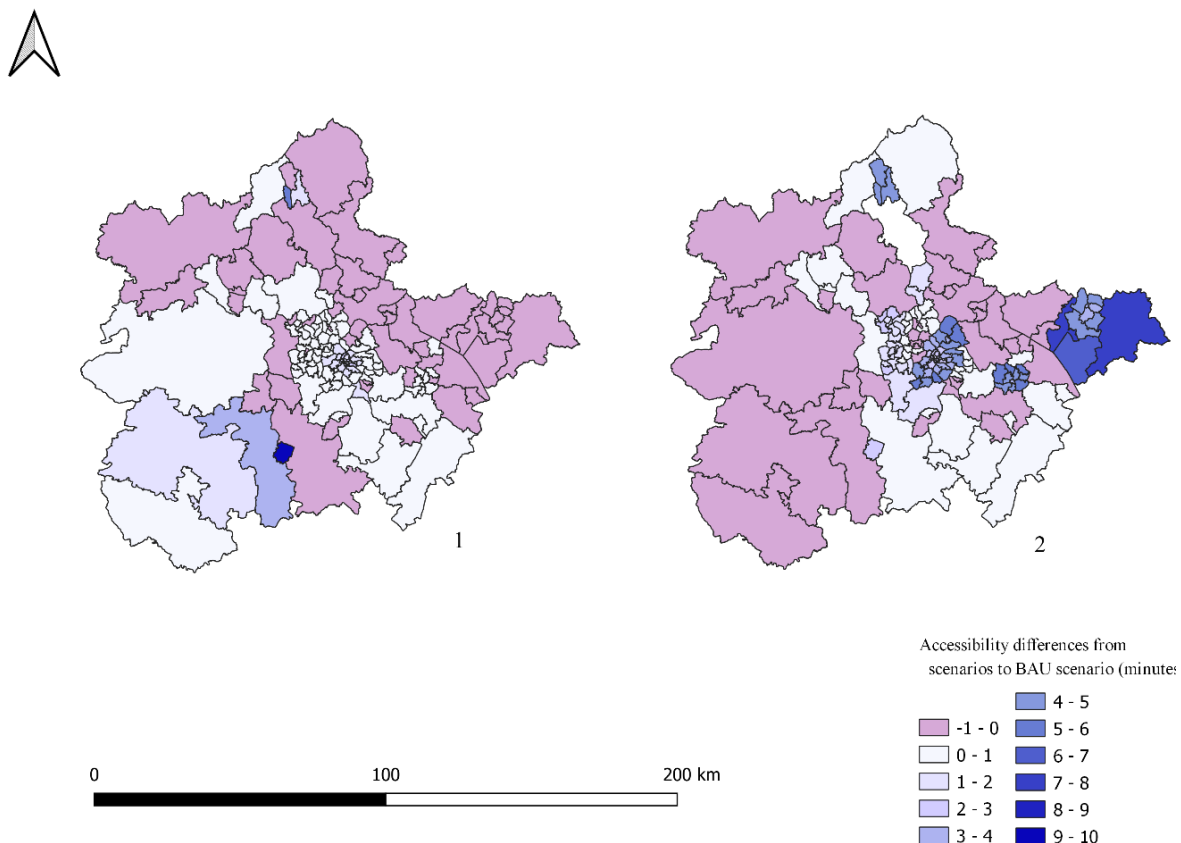 1
2
Accessibility differences from
scenarios to BAU scenario (minutes
4 - 5
-1 - 0
5 - 6
0 - 1
6 - 7
1 - 2
7 - 8
2 - 3
8 - 9
3 - 4
9 - 10
0
100
200 km